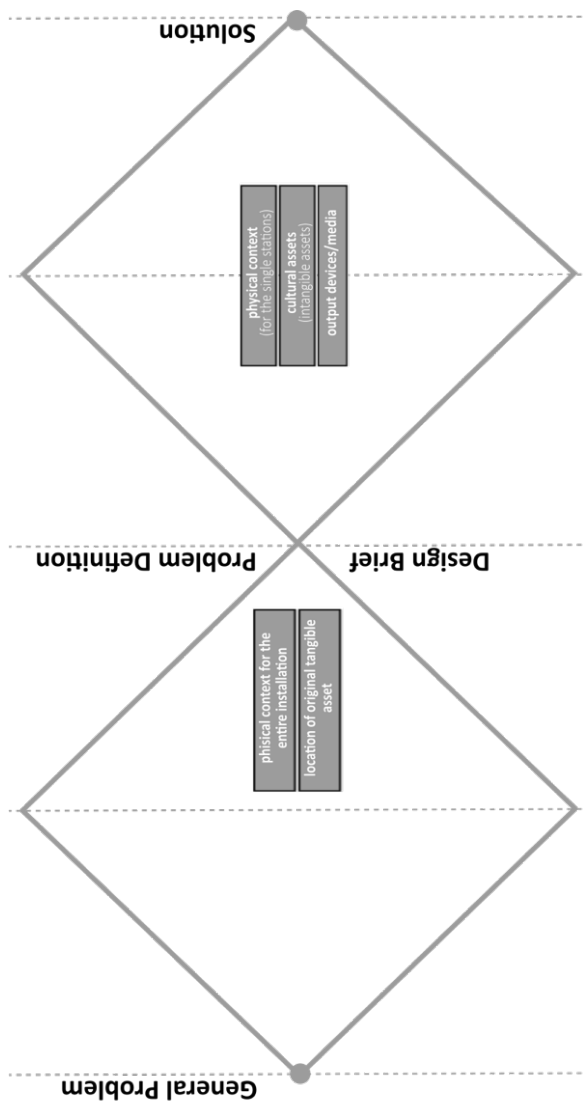 General Problem
phisical context for the
entire installation
location of original tangible
asset
Problem Definition
Design Brief
physical context
(for the single stations)
cultural assets
(intangible assets)
output devices/media
Solution